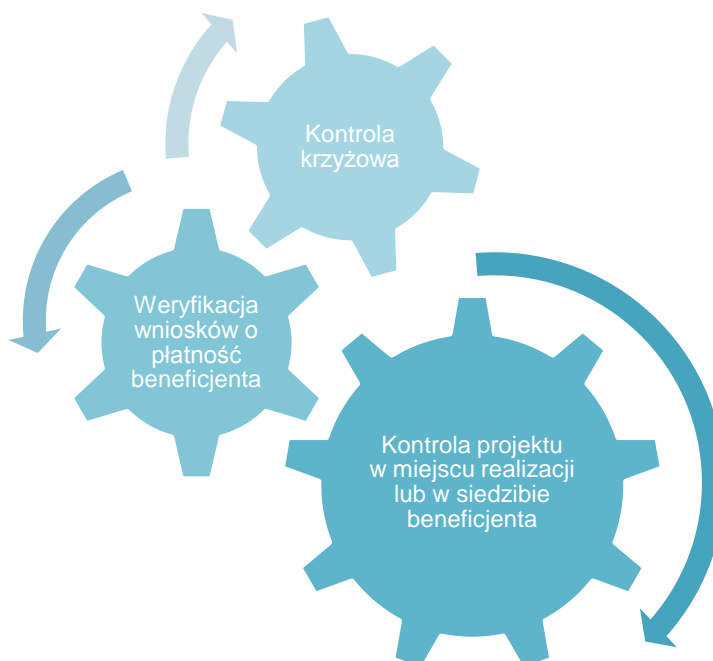 Kontrola
krzyżowa
Weryfikacja
wniosków o
płatność
beneficjenta
Kontrola projektu
w miejscu realizacji
lub w siedzibie
beneficjenta